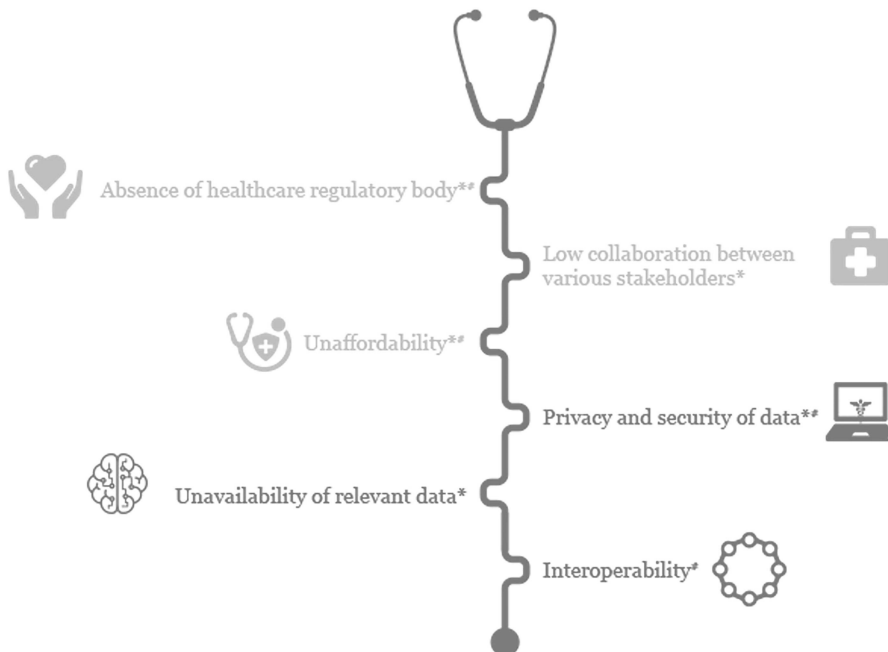 Absence of healthcare regulatory body*#
Low collaboration between
various stakeholders*
Unaffordability*#
Privacy and security of data*#
Unavailability of relevant data*
Interoperability#